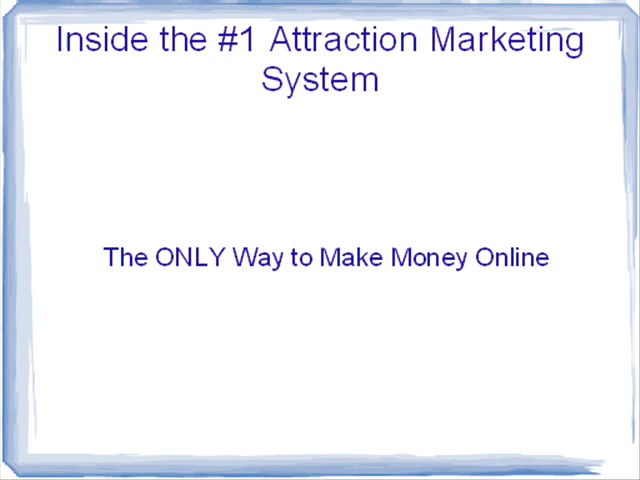 Inside the #1 Attraction Marketing
System
The ONLY Way to Make Money Online